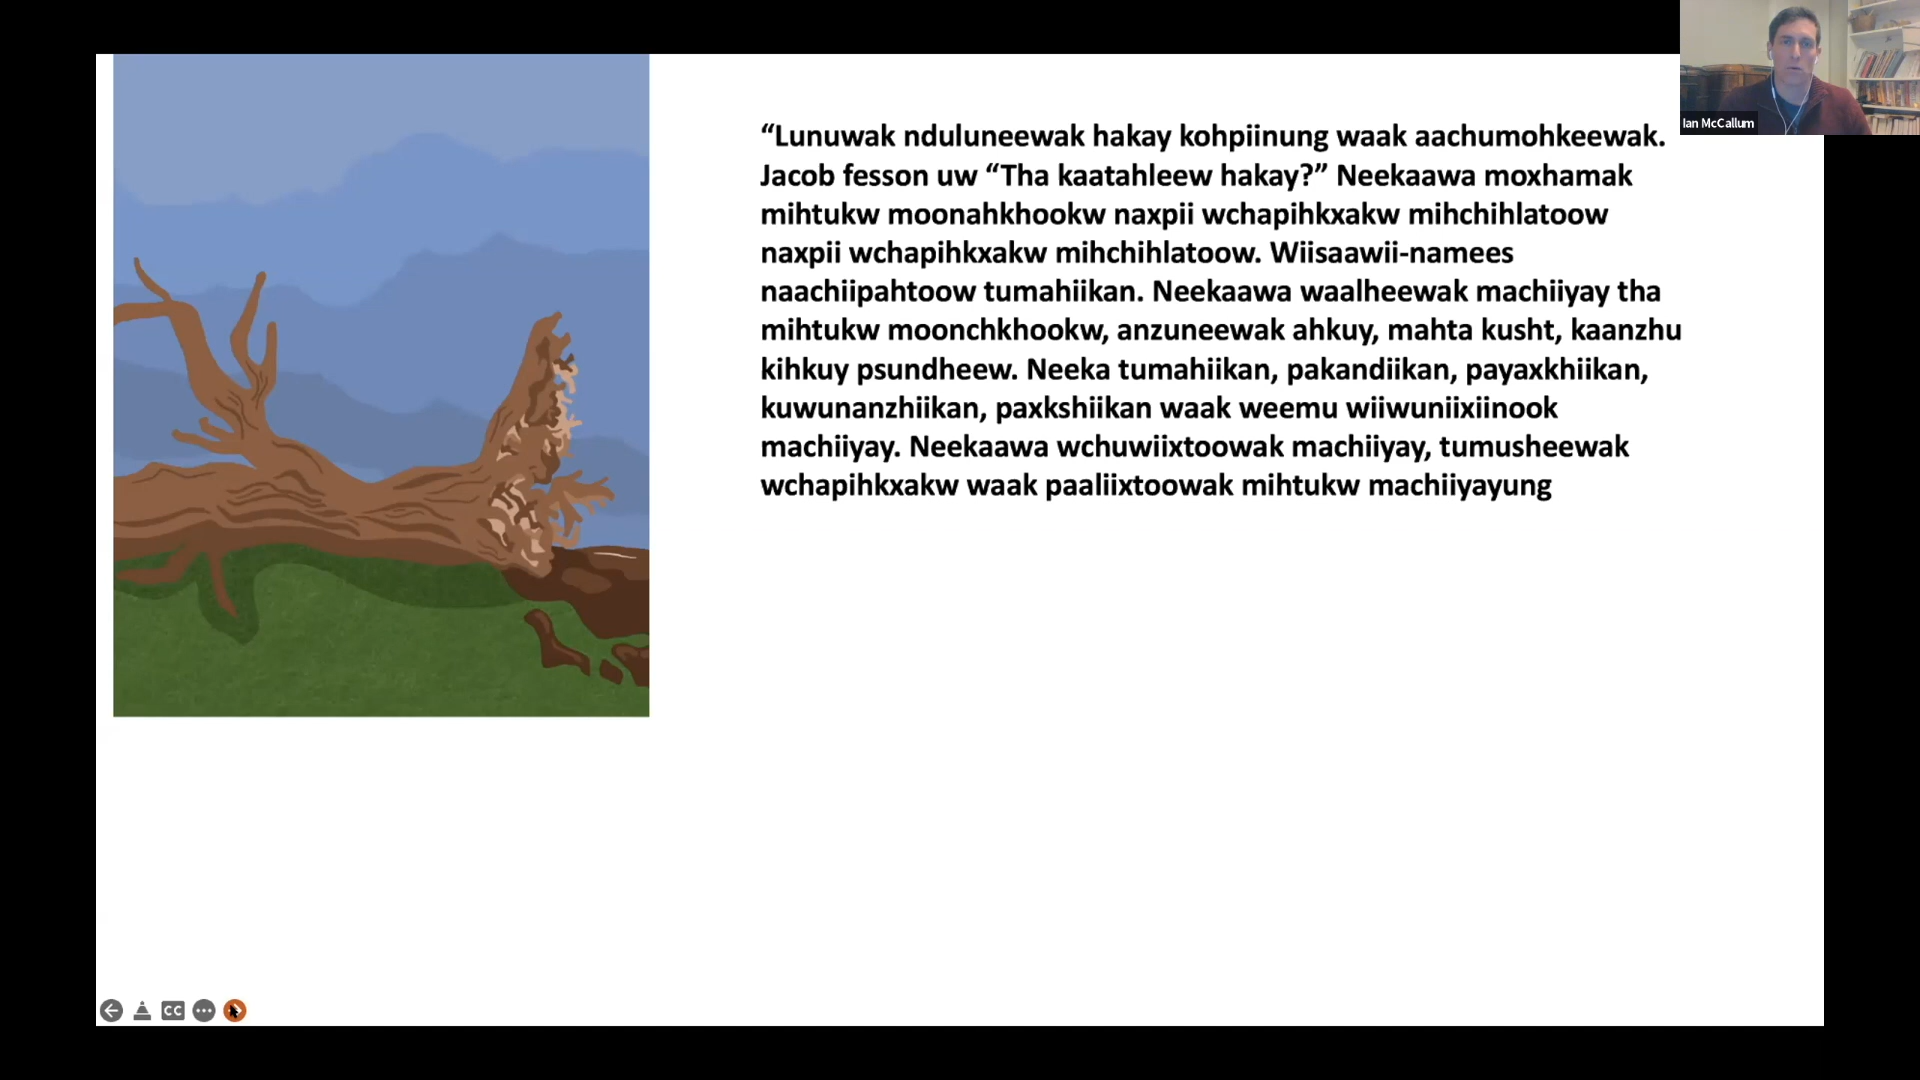 “Lunuwak nduluneewak hakay kohpiinung waak aachumohkeewak.
Jacob fesson uw “Tha kaatahleew hakay?” Neekaawa moxhamak
mihtukw moonahkhookw naxpii wchapihkxakw mihchihlatoow
naxpii wchapihkxakw mihchihlatoow. Wiisaawii-namees
naachiipahtoow tumahiikan. Neekaawa waalheewak machiiyay tha
mihtukw moonchkhookw, anzuneewak ahkuy, mahta kusht, kaanzhu
kihkuy psundheew. Neeka tumahiikan, pakandiikan, payaxkhiikan,
kuwunanzhiikan, paxkshiikan waak weemu wiiwuniixiinook
machiiyay. Neekaawa wchuwiixtoowak machiiyay, tumusheewak
wchapihkxakw waak paaliixtoowak mihtukw machiiyayung
Ian McCallum
CC